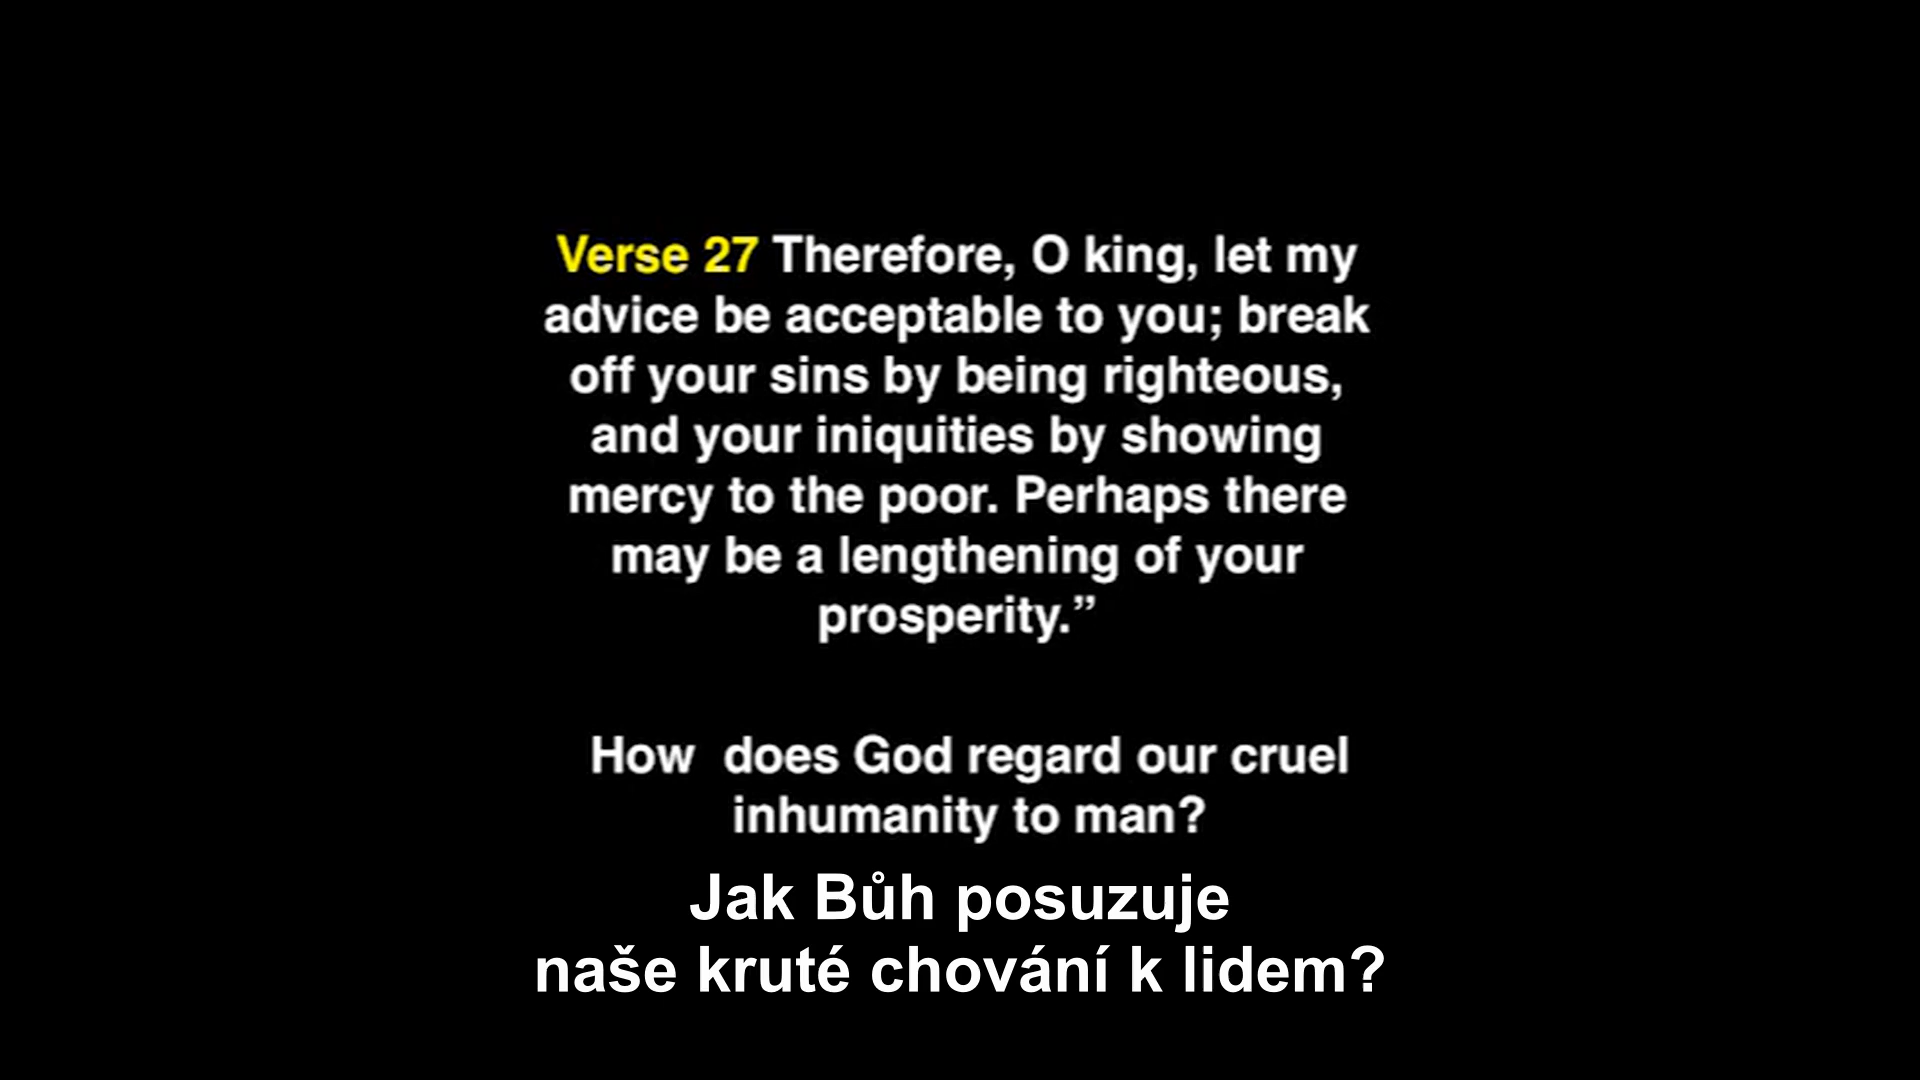 Verse 27 Therefore, O king, let my
advice be acceptable to you; break
off your sins by being righteous,
and your iniquities by showing
mercy to the poor. Perhaps there
may be a lengthening of your
prosperity.”
How  does God regard our cruel
inhumanity to man?
Jak Bůh posuzuje
naše kruté chování k lidem?